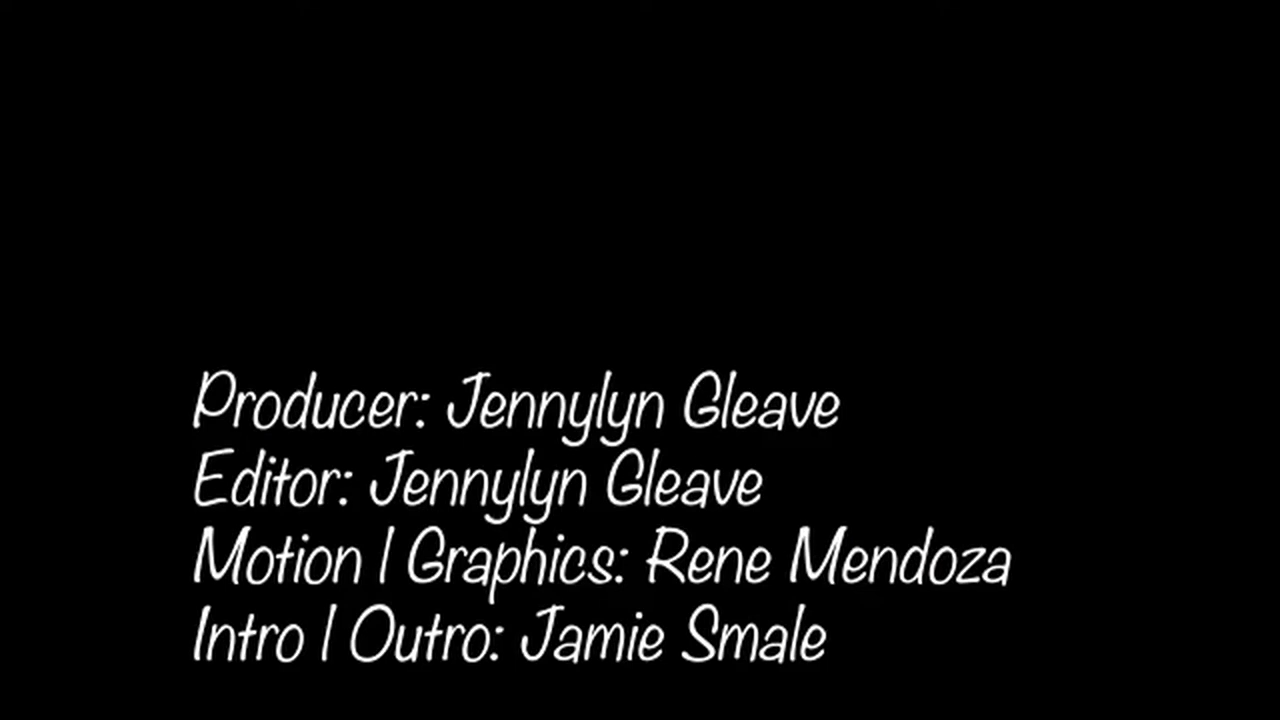 Producer: Jennylyn Gleave
Editor: Jennylyn Gleave
Motion | Graphics: Rene Mendoza
Intro | Outro: Jamie Smale